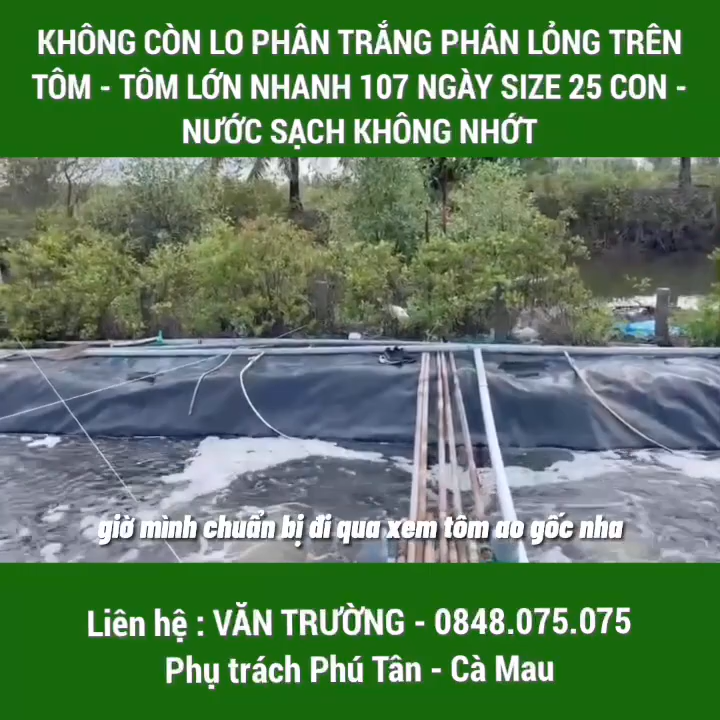 KHÔNG CÒN LO PHÂN TRẮNG PHÂN LỎNG TRÊN
TÔM - TÔM LỚN NHANH 107 NGÀY SIZE 25 CON -
NƯỚC SẠCH KHÔNG NHỚT
giờ mình chuẩn bị đi qua xem tôm ao gốc nha
Liên hệ : VĂN TRƯỜNG - 0848.075.075
Phụ trách Phú Tân - Cà Mau